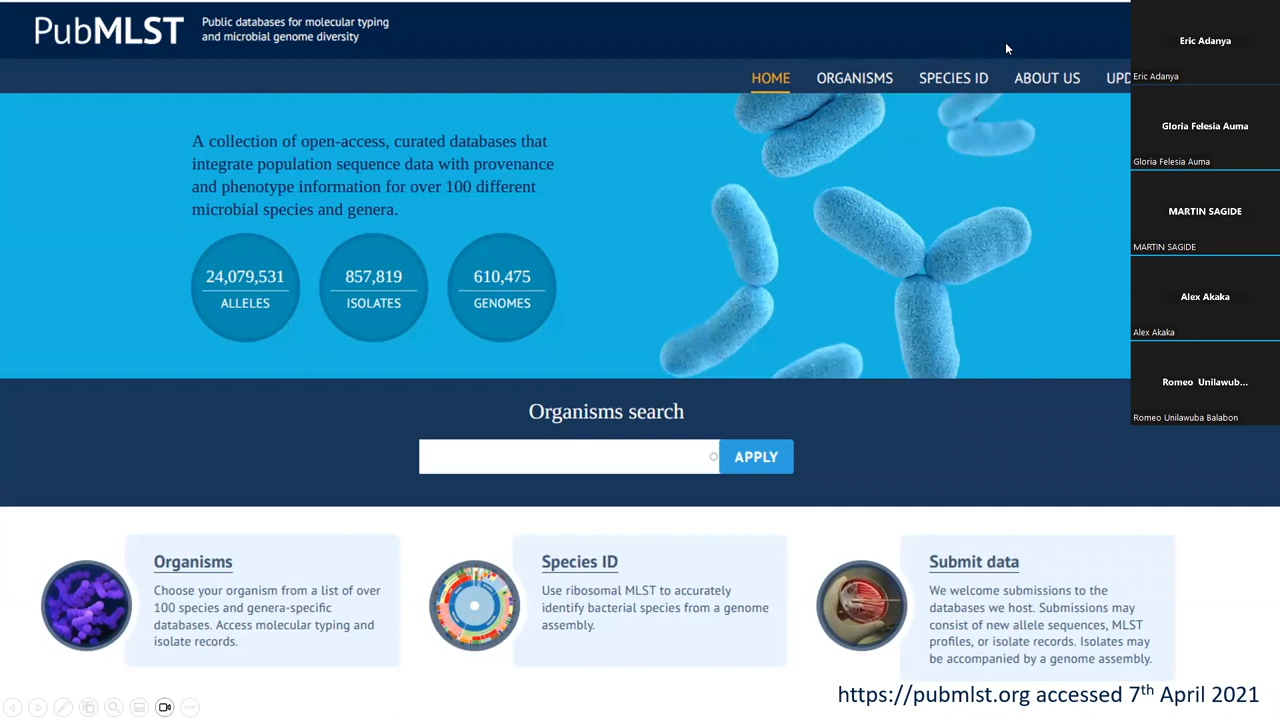 PubMLST
Public databases for molecular typing
and microbial genome diversity
HOME ORGANISMS SPECIES ID ABOUT US UPD
A collection of open-access, curated databases that
integrate population sequence data with provenance
and phenotype information for over 100 different
microbial species and genera.
24,079,531
ALLELES
857,819
ISOLATES
610,475
GENOMES
Organisms search
APPLY
Organisms
Choose your organism from a list of over
100 species and genera-specific
databases. Access molecular typing and
isolate records.
Species ID
Use ribosomal MLST to accurately
identify bacterial species from a genome
assembly.
Submit data
We welcome submissions to the
databases we host. Submissions may
consist of new allele sequences, MLST
profiles, or isolate records. Isolates may
be accompanied by a genome assembly.
https://pubmlst.org accessed 7th April 2021
Eric Adanya
Eric Adanya
Gloria Felesia Auma
Gloria Felesia Auma
MARTIN SAGIDE
MARTIN SAGIDE
Alex Akaka
Alex Akaka
Romeo Unilawub...
Romeo Unilawuba Balabon